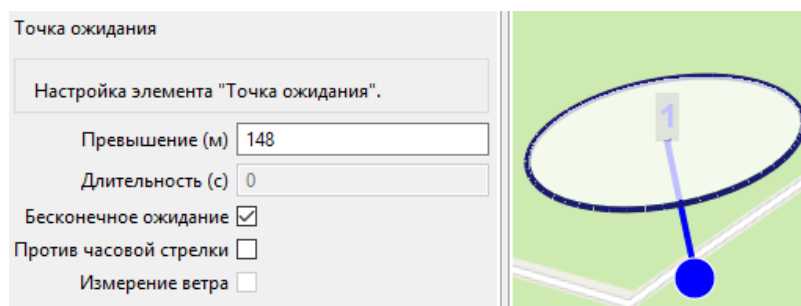 Точка ожидания
Настройка элемента "Точка ожидания".
Превышение (м) 148
Длительность (с) 0
Бесконечное ожидание
Против часовой стрелки
Измерение ветра
1